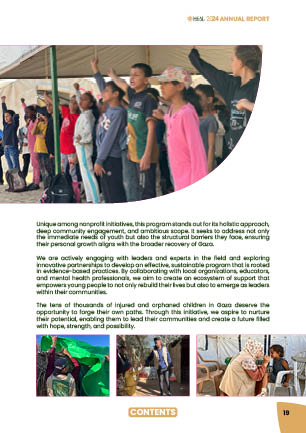 HEAL 2024 ANNUAL REPORT
Unique among nonprofit initiatives, this program stands out for its holistic approach,
deep community engagement, and ambitious scope. It seeks to address not only
the immediate needs of youth but also the structural barriers they face, ensuring
their personal growth aligns with the broader recovery of Gaza.
We are actively engaging with leaders and experts in the field and exploring
innovative partnerships to develop an effective, sustainable program that is rooted
in evidence-based practices. By collaborating with local organizations, educators,
and mental health professionals, we aim to create an ecosystem of support that
empowers young people to not only rebuild their lives but also to emerge as leaders
within their communities.
The tens of thousands of injured and orphaned children in Gaza deserve the
opportunity to forge their own paths. Through this initiative, we aspire to nurture
their potential, enabling them to lead their communities and create a future filled
with hope, strength, and possibility.
CONTENTS
19